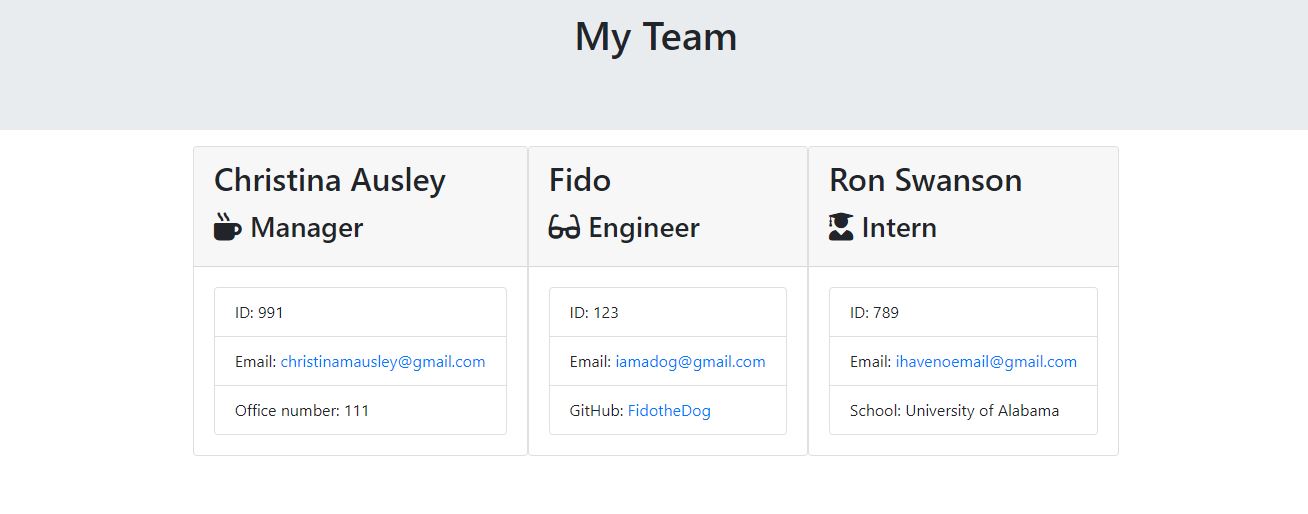 My Team
Christina Ausley
Manager
ID: 991
Email: christinamausley@gmail.com
Office number: 111
Fido
Engineer
ID: 123
Email: iamadog@gmail.com
GitHub: FidotheDog
Ron Swanson
Intern
ID: 789
Email: ihavenoemail@gmail.com
School: University of Alabama